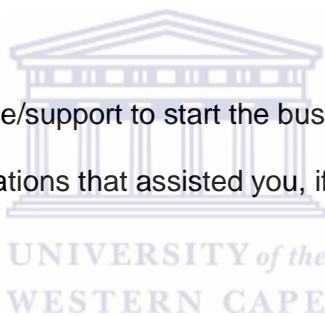 e/support to start the bus
ations that assisted you, if
UNIVERSITY of the
WESTERN CAPE